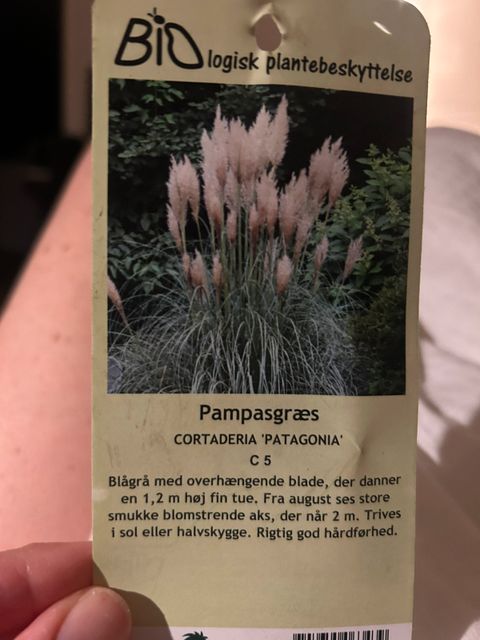 BiOlogisk plantebeskyttelse
Pampasgræs
CORTADERIA 'PATAGONIA'
C 5
Blågrå med overhængende blade, der danner
en 1,2 m høj fin tue. Fra august ses store
smukke blomstrende aks, der når 2 m. Trives
i sol eller halvskygge. Rigtig god hårdførhed.